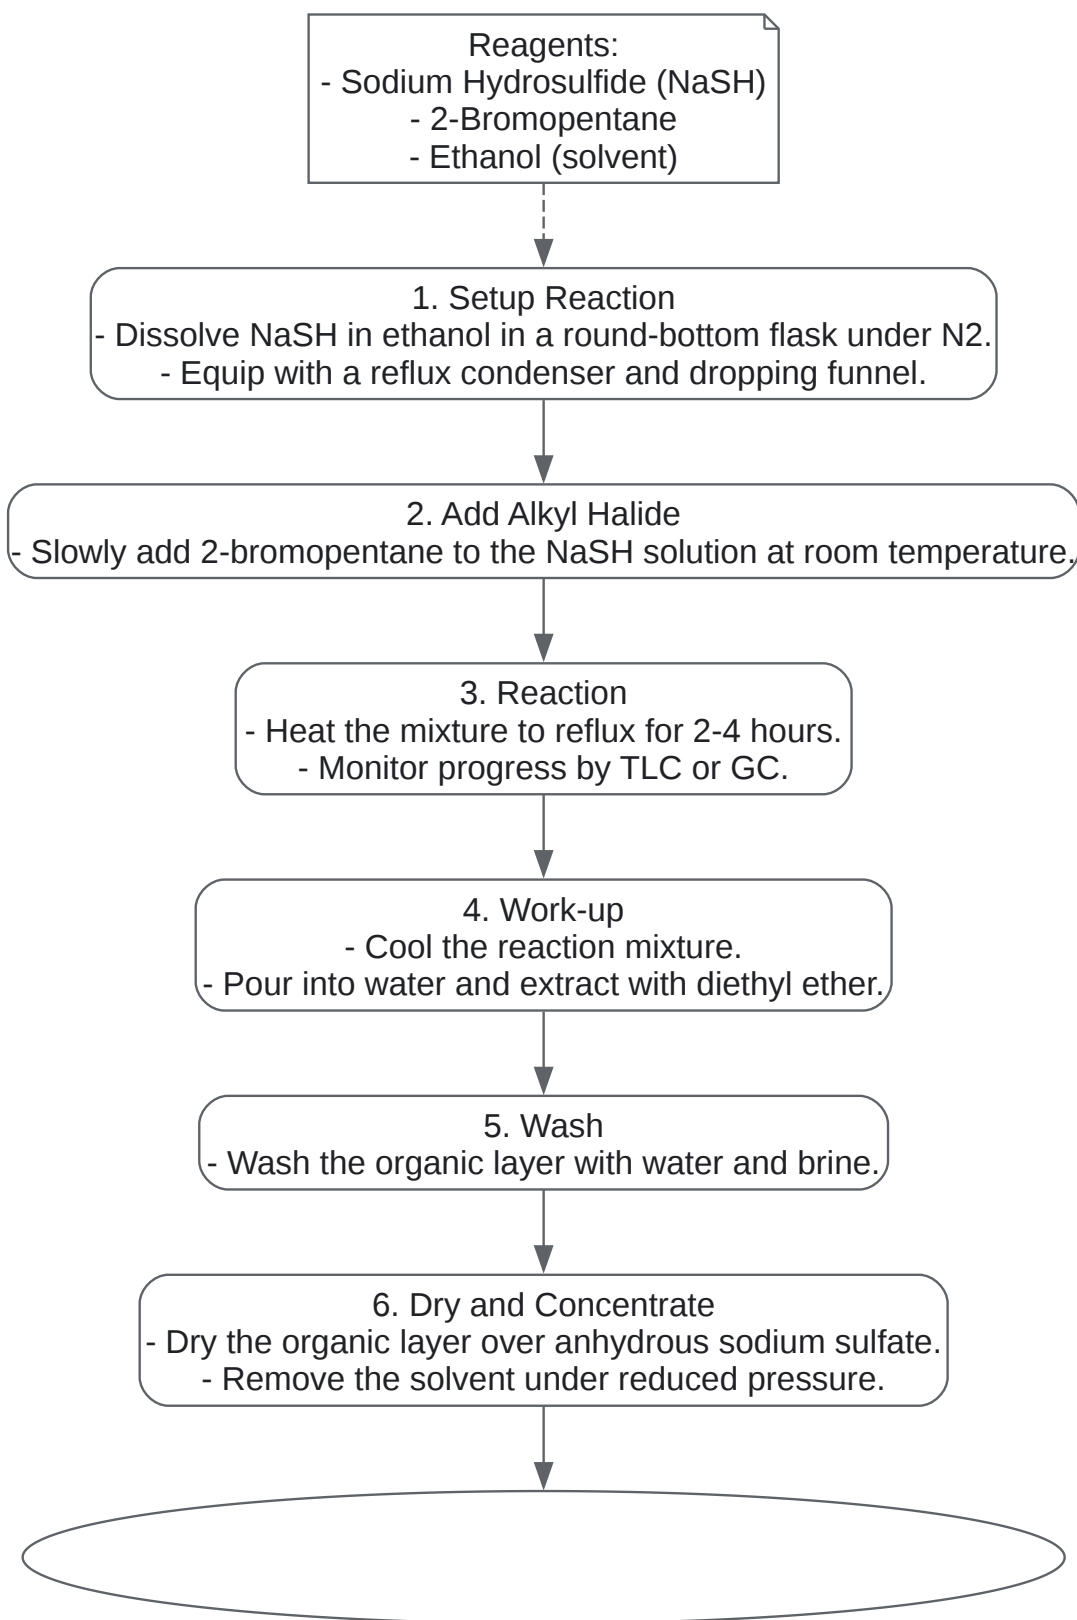 Reagents:
- Sodium Hydrosulfide (NaSH)
- 2-Bromopentane
- Ethanol (solvent)
1. Setup Reaction
- Dissolve NaSH in ethanol in a round-bottom flask under N2.
- Equip with a reflux condenser and dropping funnel.
2. Add Alkyl Halide
- Slowly add 2-bromopentane to the NaSH solution at room temperature.
3. Reaction
- Heat the mixture to reflux for 2-4 hours.
- Monitor progress by TLC or GC.
4. Work-up
- Cool the reaction mixture.
- Pour into water and extract with diethyl ether.
5. Wash
- Wash the organic layer with water and brine.
6. Dry and Concentrate
- Dry the organic layer over anhydrous sodium sulfate.
- Remove the solvent under reduced pressure.